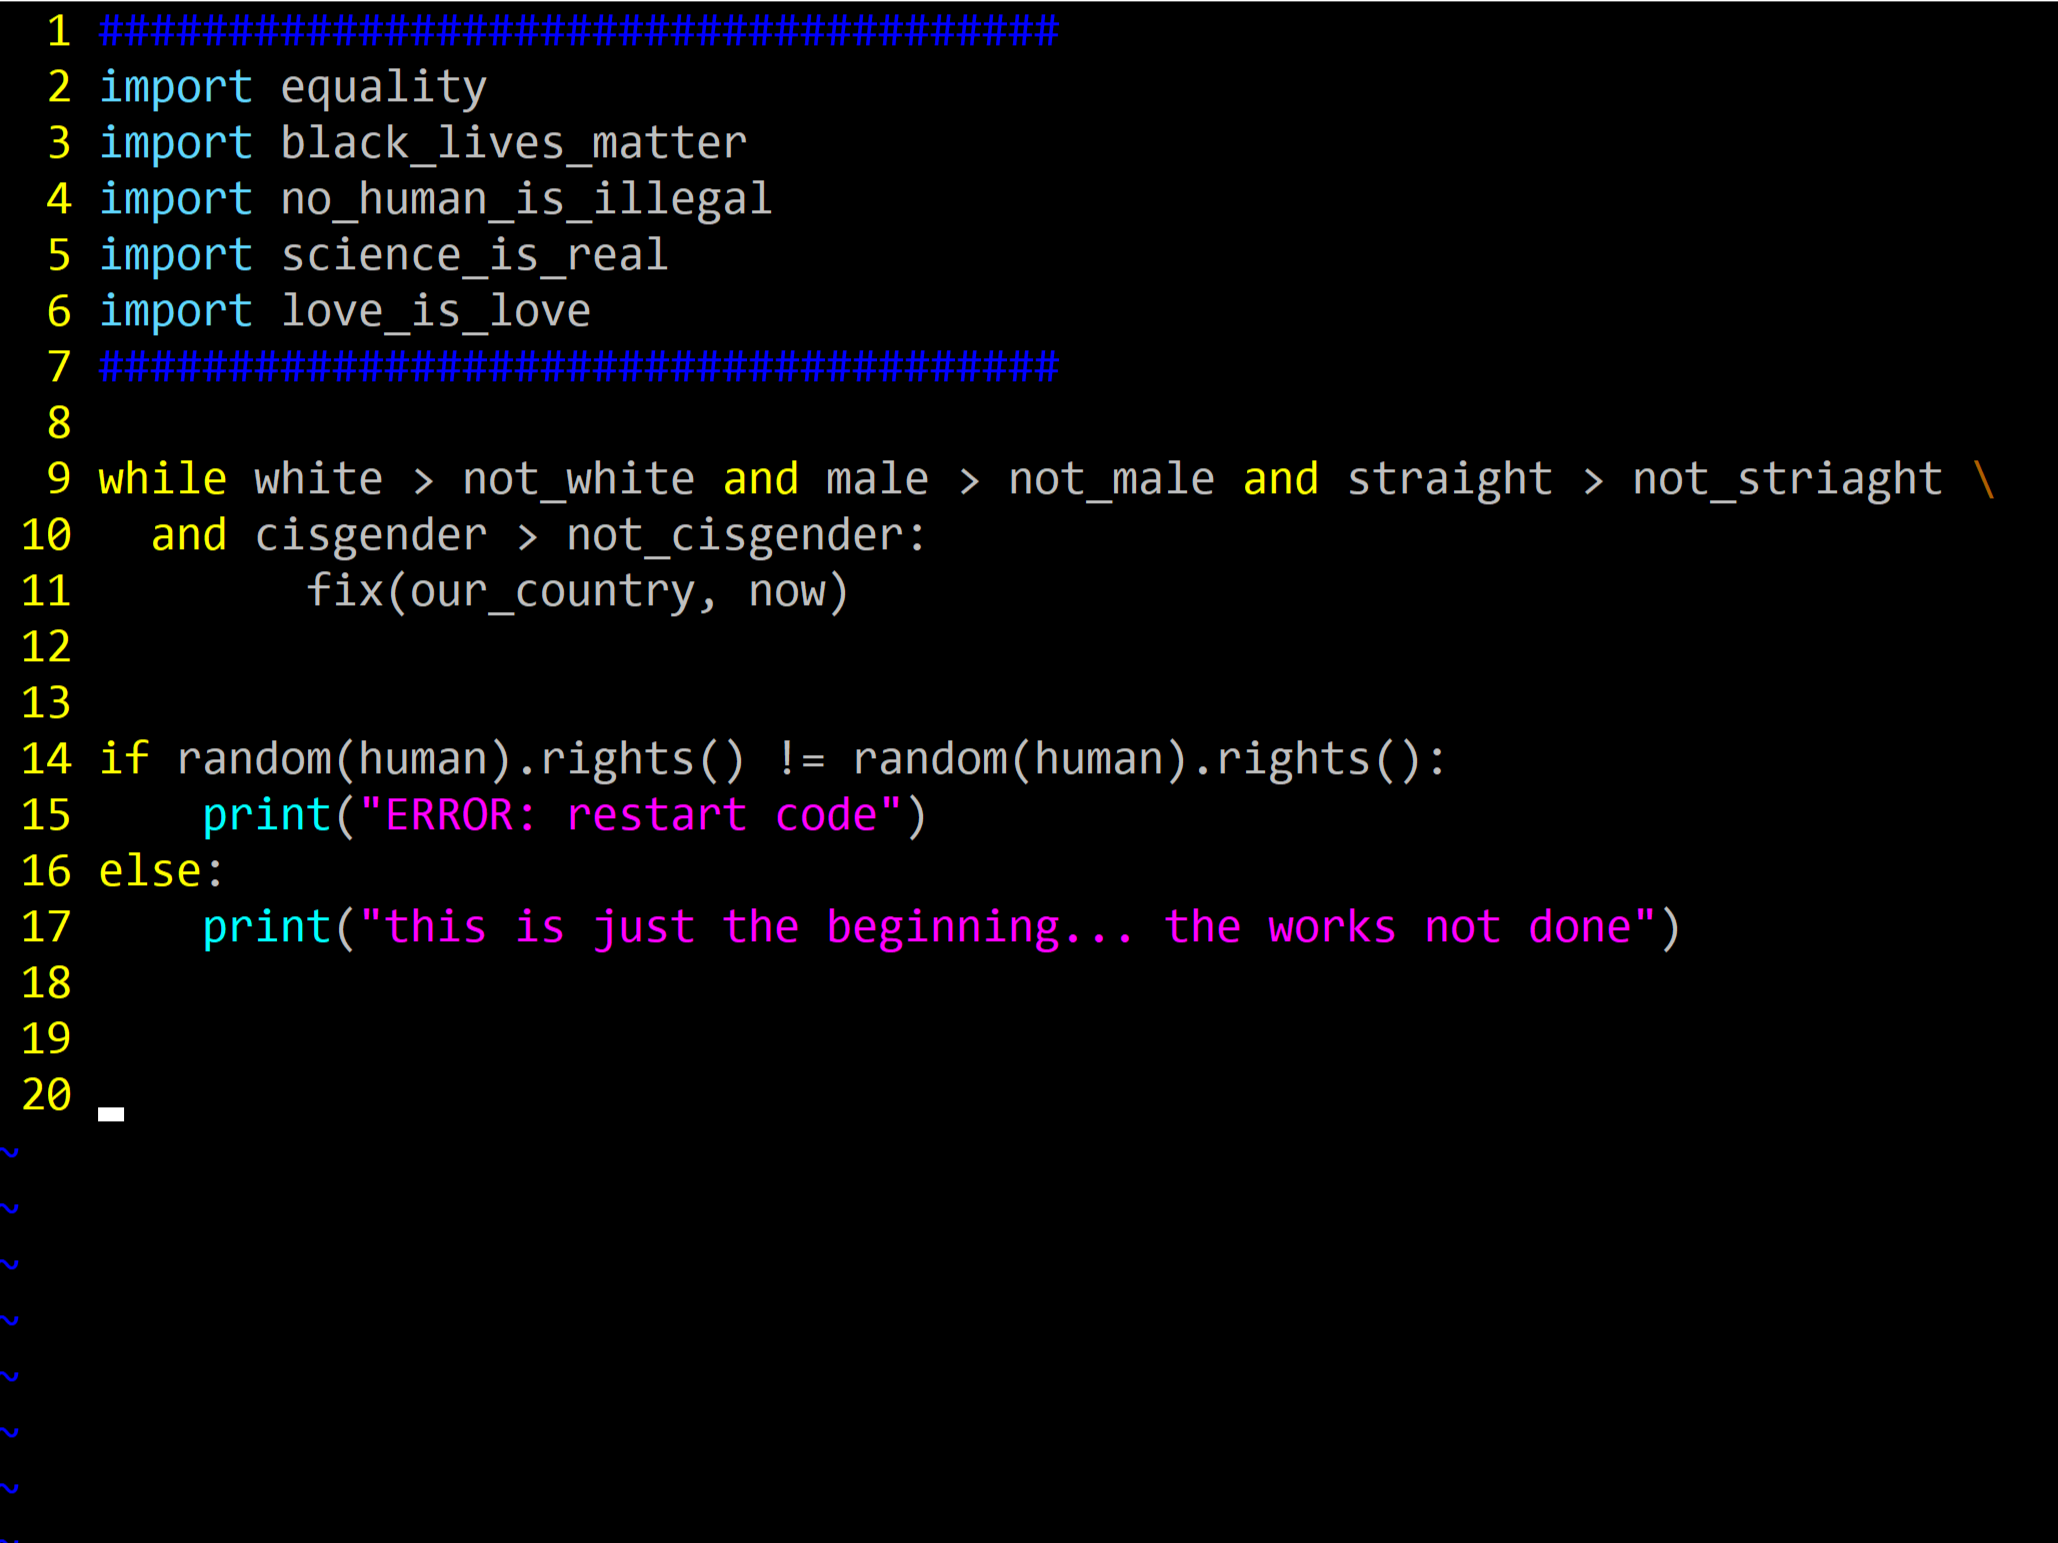 1 #####################################
2 import equality
3 import black_lives_matter
4 import no_human_is_illegal
5 import science_is_real
6 import love_is_love
7 #####################################
8
9 while white > not_white and male > not_male and straight > not_striaght \
10   and cisgender > not_cisgender:
11         fix(our_country, now)
12
13
14 if random(human).rights() != random(human).rights():
15     print("ERROR: restart code")
16 else:
17     print("this is just the beginning... the works not done")
18
19
20
~
~
~
~
~
~
~
~